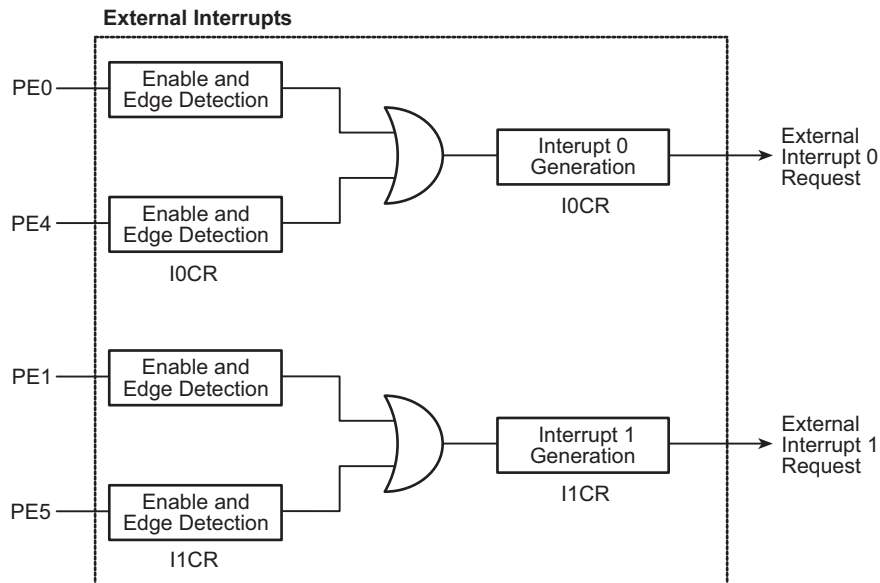 External Interrupts
PE0
Enable and
Edge Detection
PE4
Enable and
Edge Detection
I0CR
Interupt 0
Generation
I0CR
External
Interrupt 0
Request
PE1
Enable and
Edge Detection
PE5
Enable and
Edge Detection
I1CR
Interrupt 1
Generation
I1CR
External
Interrupt 1
Request